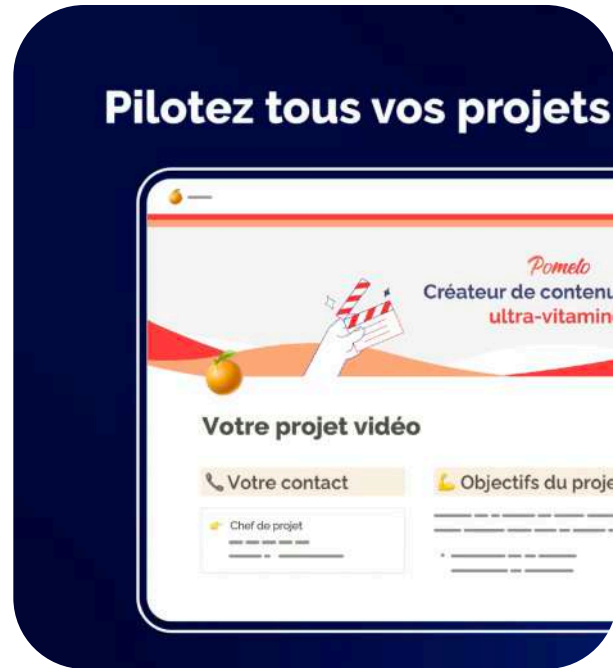 Pilotez tous vos projets
Pomelo
Créateur de contenu
ultra-vitamin
Votre projet vidéo
Votre contact
Objectifs du proje
Chef de projet